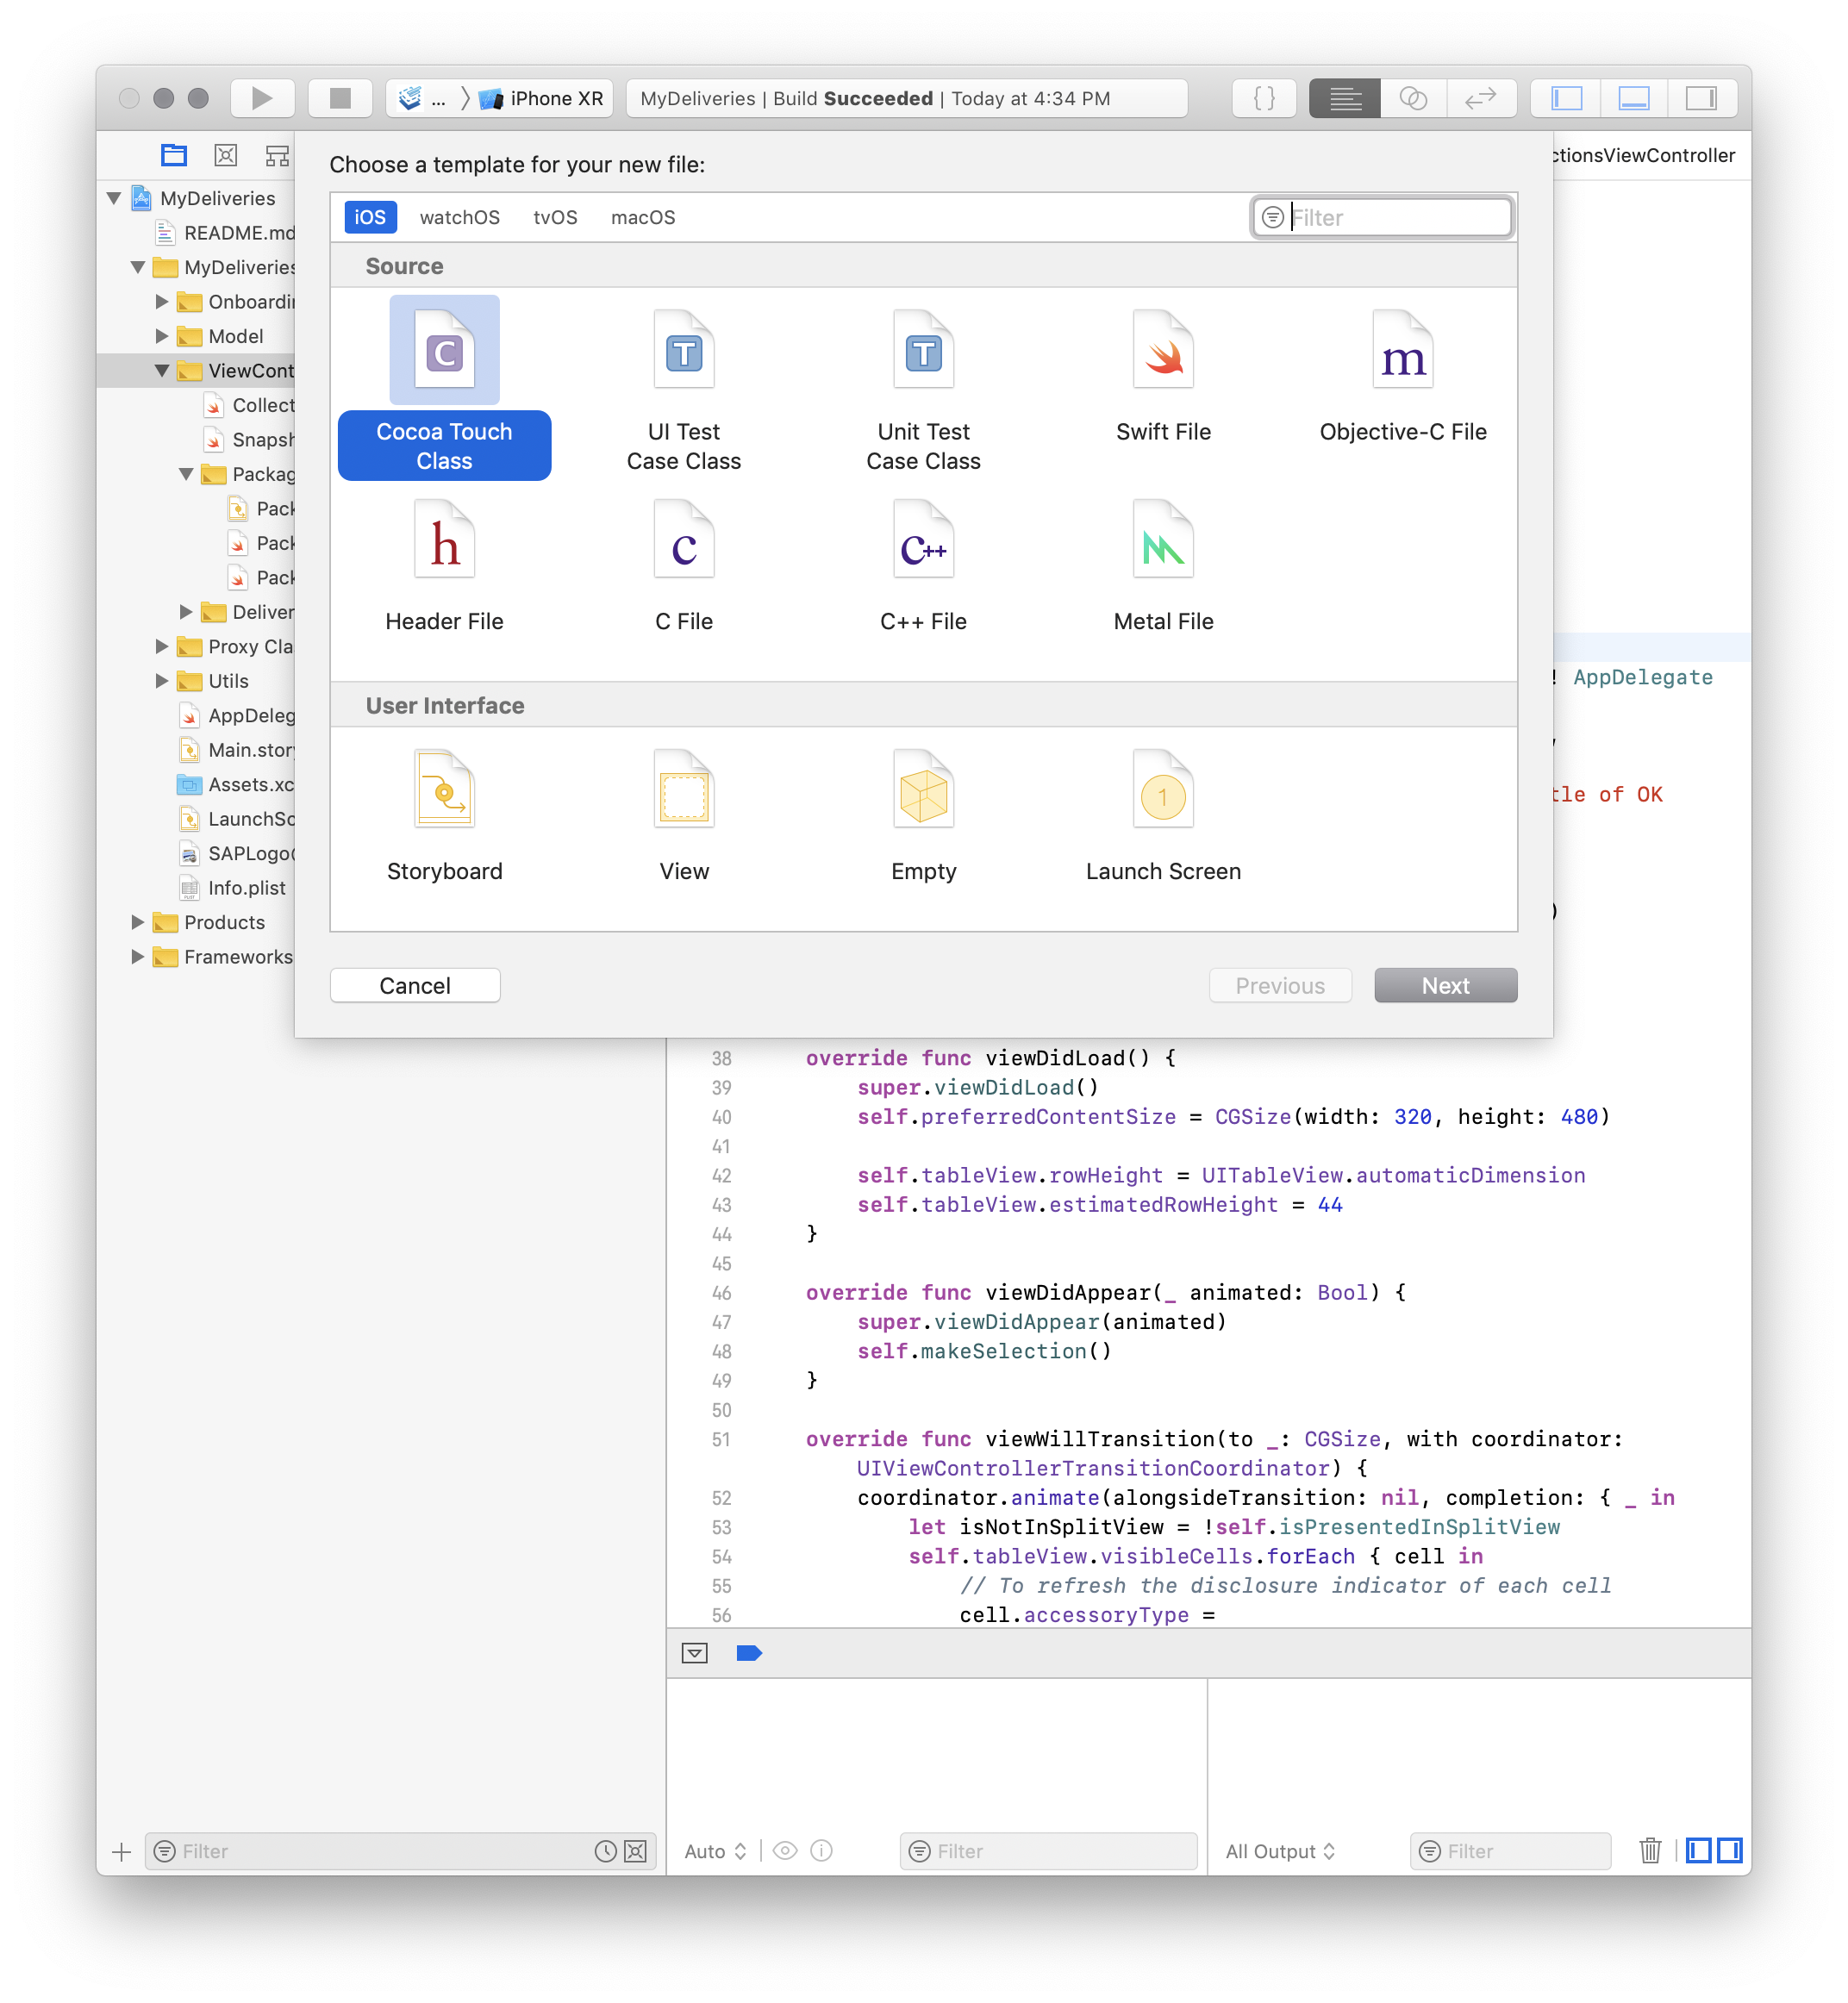 ... iPhone XR
MyDeliveries | Build Succeeded | Today at 4:34 PM
{ }
ctionsViewController
Choose a template for your new file:
iOS watchOS tvOS macOS
Filter
Source
Cocoa Touch
Class
UI Test
Case Class
Unit Test
Case Class
Swift File
Objective-C File
Header File
C File
C++ File
Metal File
User Interface
Storyboard
View
Empty
Launch Screen
Cancel
Previous
Next
MyDeliveries
README.md
MyDeliveries
Onboardin
Model
ViewCont
Collect
Snapsh
Packag
Pack
Pack
Pack
Deliver
Proxy Cla
Utils
AppDeleg
Main.story
Assets.xc
LaunchSc
SAPLogo
Info.plist
Products
Frameworks
! AppDelegate
tle of OK
)
38 override func viewDidLoad() {
39 super.viewDidLoad()
40 self.preferredContentSize = CGSize(width: 320, height: 480)
41
42 self.tableView.rowHeight = UITableView.automaticDimension
43 self.tableView.estimatedRowHeight = 44
44 }
45
46 override func viewDidAppear(_ animated: Bool) {
47 super.viewDidAppear(animated)
48 self.makeSelection()
49 }
50
51 override func viewWillTransition(to _: CGSize, with coordinator:
UIViewControllerTransitionCoordinator) {
52 coordinator.animate(alongsideTransition: nil, completion: { _ in
53 let isNotInSplitView = !self.isPresentedInSplitView
54 self.tableView.visibleCells.forEach { cell in
55 // To refresh the disclosure indicator of each cell
56 cell.accessoryType =
Filter
Auto
Filter
All Output
Filter